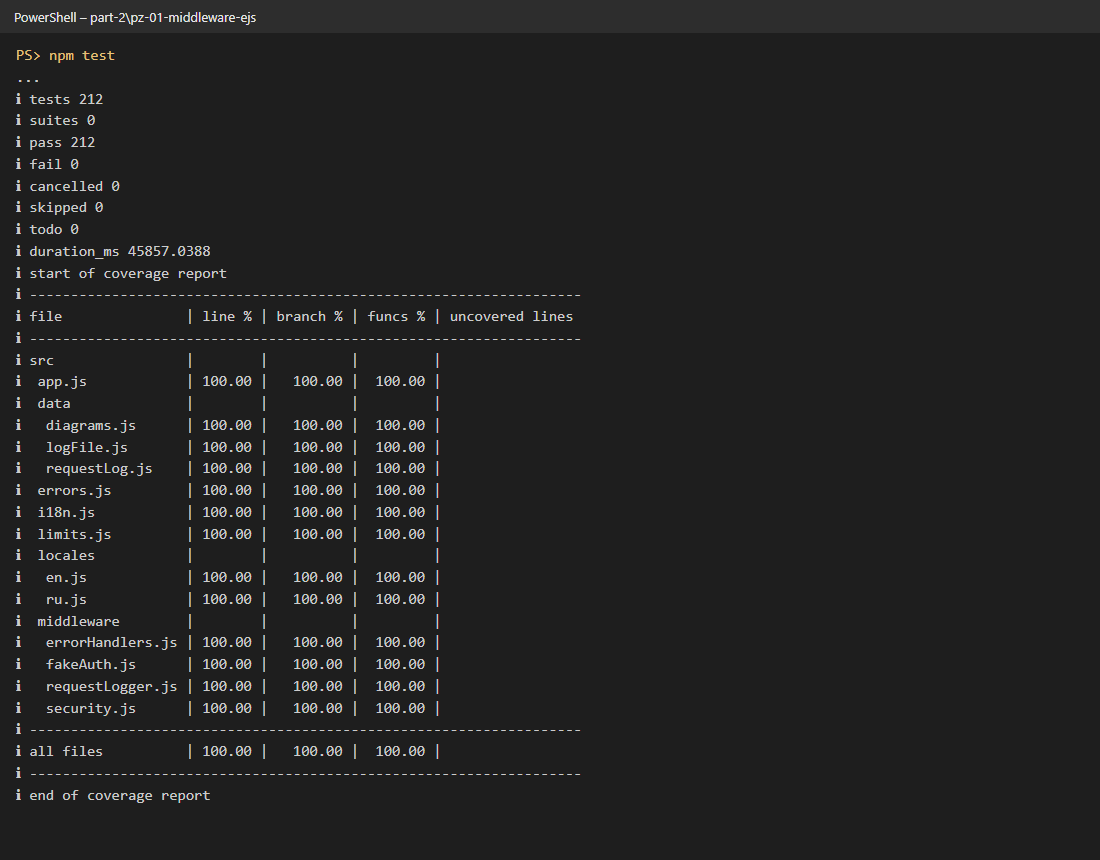 PowerShell – part-2\pz-01-middleware-ejs
PS> npm test
...
ℹ tests 212
ℹ suites 0
ℹ pass 212
ℹ fail 0
ℹ cancelled 0
ℹ skipped 0
ℹ todo 0
ℹ duration_ms 45857.0388
ℹ start of coverage report
ℹ -------------------------------------------------------------------
ℹ file               | line % | branch % | funcs % | uncovered lines
ℹ -------------------------------------------------------------------
ℹ src                |        |          |         |
ℹ  app.js            | 100.00 |   100.00 |  100.00 |
ℹ  data              |        |          |         |
ℹ   diagrams.js      | 100.00 |   100.00 |  100.00 |
ℹ   logFile.js       | 100.00 |   100.00 |  100.00 |
ℹ   requestLog.js    | 100.00 |   100.00 |  100.00 |
ℹ  errors.js         | 100.00 |   100.00 |  100.00 |
ℹ  i18n.js           | 100.00 |   100.00 |  100.00 |
ℹ  limits.js         | 100.00 |   100.00 |  100.00 |
ℹ  locales           |        |          |         |
ℹ   en.js            | 100.00 |   100.00 |  100.00 |
ℹ   ru.js            | 100.00 |   100.00 |  100.00 |
ℹ  middleware        |        |          |         |
ℹ   errorHandlers.js | 100.00 |   100.00 |  100.00 |
ℹ   fakeAuth.js      | 100.00 |   100.00 |  100.00 |
ℹ   requestLogger.js | 100.00 |   100.00 |  100.00 |
ℹ   security.js      | 100.00 |   100.00 |  100.00 |
ℹ -------------------------------------------------------------------
ℹ all files          | 100.00 |   100.00 |  100.00 |
ℹ -------------------------------------------------------------------
ℹ end of coverage report